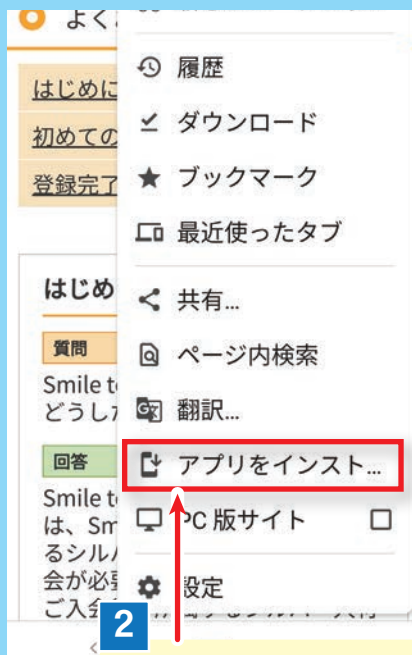 よく
履歴
はじめに
ダウンロード
初めての
ブックマーク
登録完了
最近使ったタブ
はじめ
共有...
質問
ページ内検索
Smile t
どうした
翻訳...
回答
アプリをインスト...
Smile t
は、Sm
PC 版サイト
るシルバ
会が必要
設定
ご入会
2